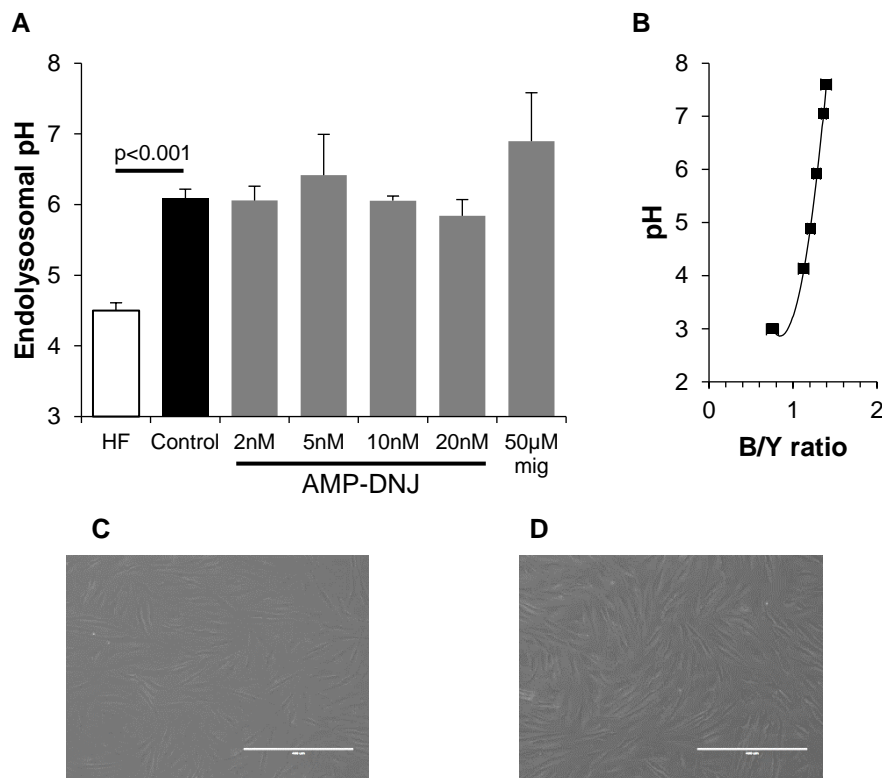 A
Endolysosomal pH
8
7
6
5
4
3
p<0.001
HF
Control
2nM
5nM
10nM
20nM
50µM
mig
AMP-DNJ
B
pH
8
7
6
5
4
3
2
0
1
2
B/Y ratio
C
D